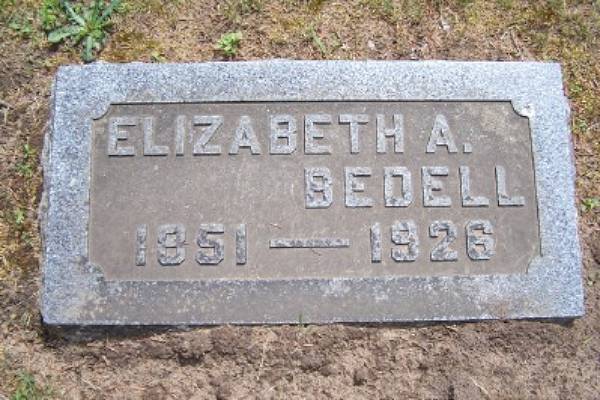 ELIZABETH A.
BEDELL
1851 — 1926